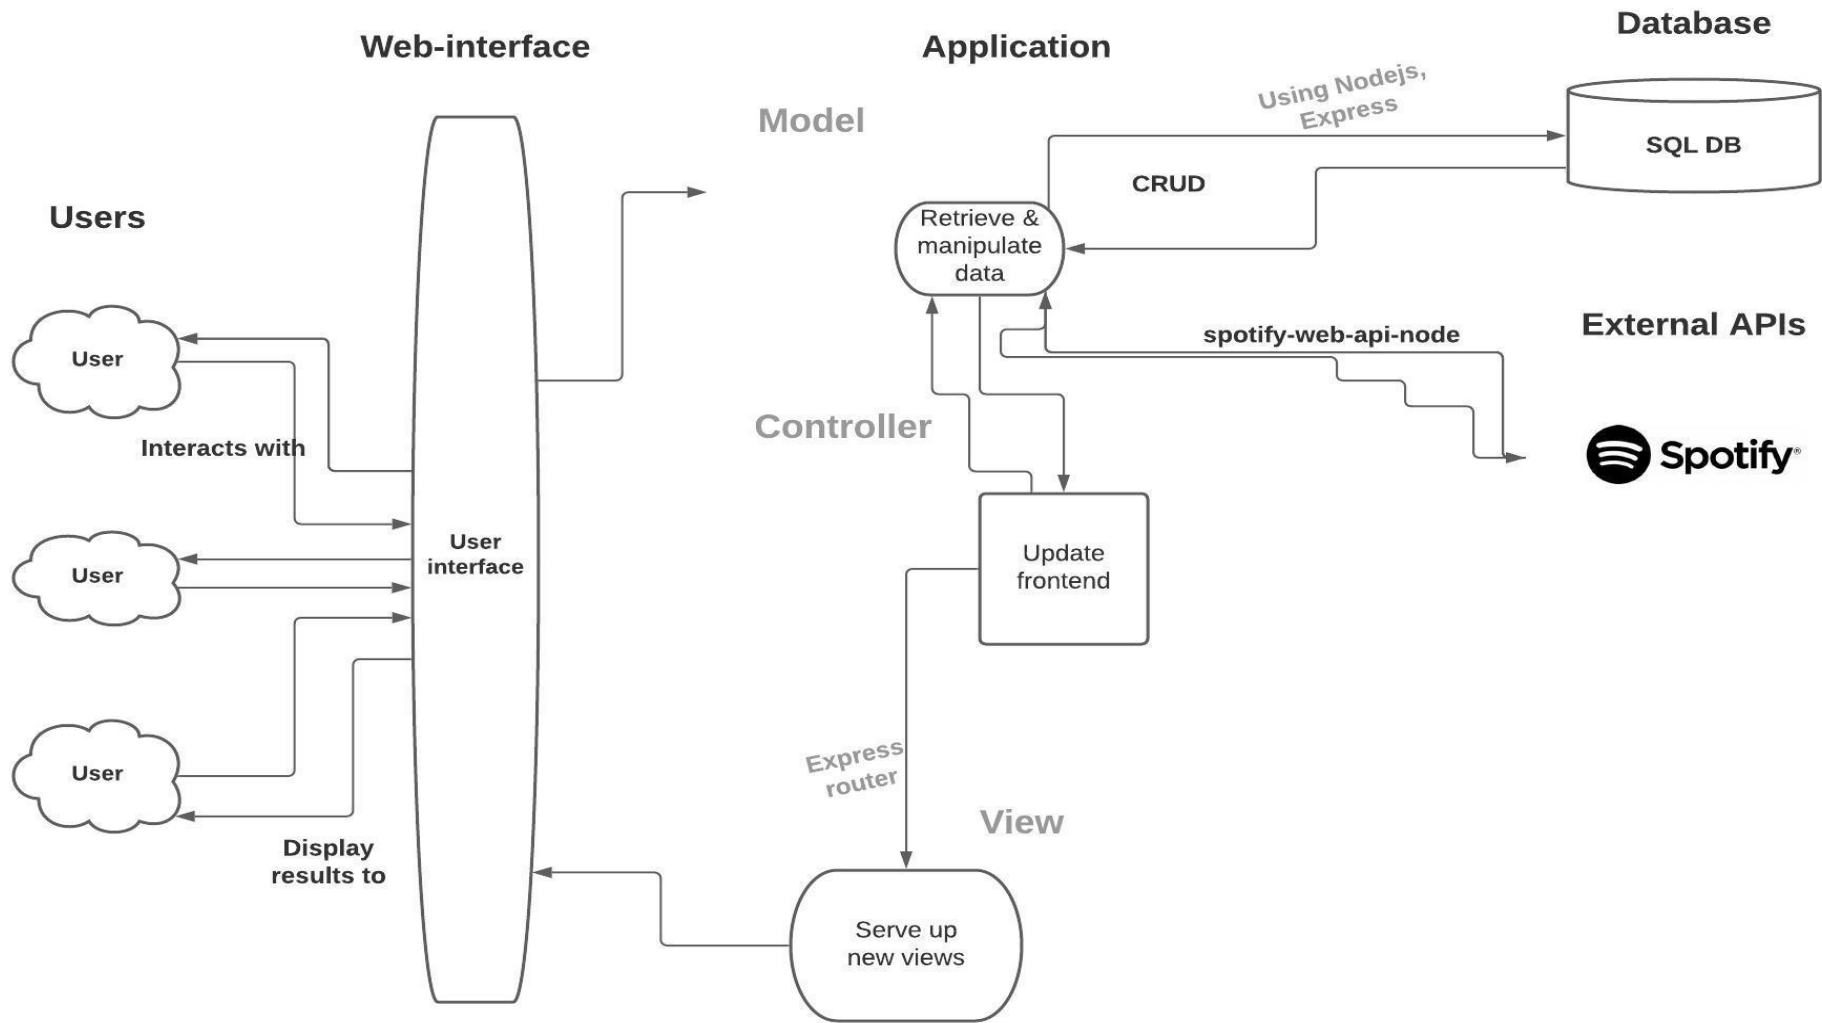 Database
Web-interface
Application
Using Nodejs,
Express
Model
SQL DB
CRUD
Users
Retrieve &
manipulate
data
External APIs
spotify-web-api-node
User
Interacts with
Controller
Spotify®
User
interface
Update
frontend
User
Express
router
User
View
Display
results to
Serve up
new views